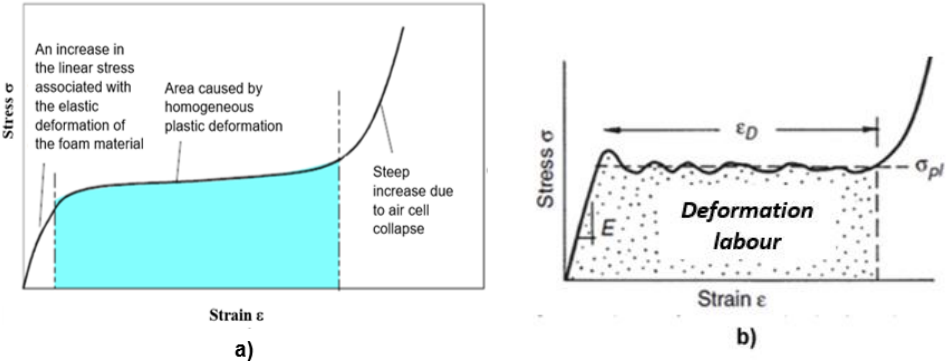 Stress σ
An increase in
the linear stress
associated with
the elastic
deformation of
the foam material
Area caused by
homogeneous
plastic deformation
Steep
increase due
to air cell
collapse
Strain ε
a)
Stress σ
εD
σpl
E
Deformation
labour
Strain ε
b)